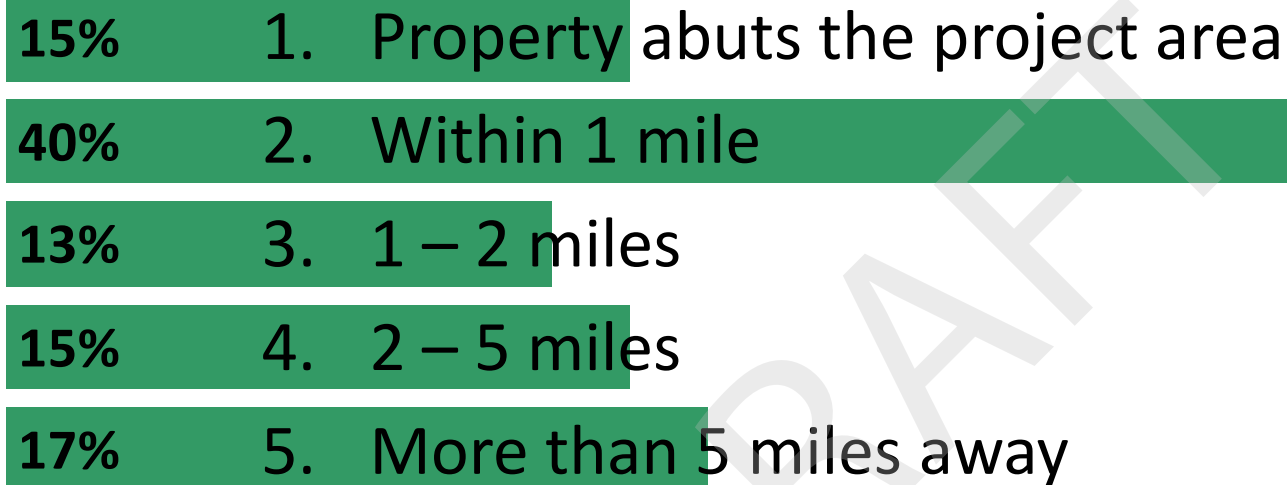 15% 1. Property abuts the project area
40% 2. Within 1 mile
13% 3. 1 – 2 miles
15% 4. 2 – 5 miles
17% 5. More than 5 miles away
RAFT